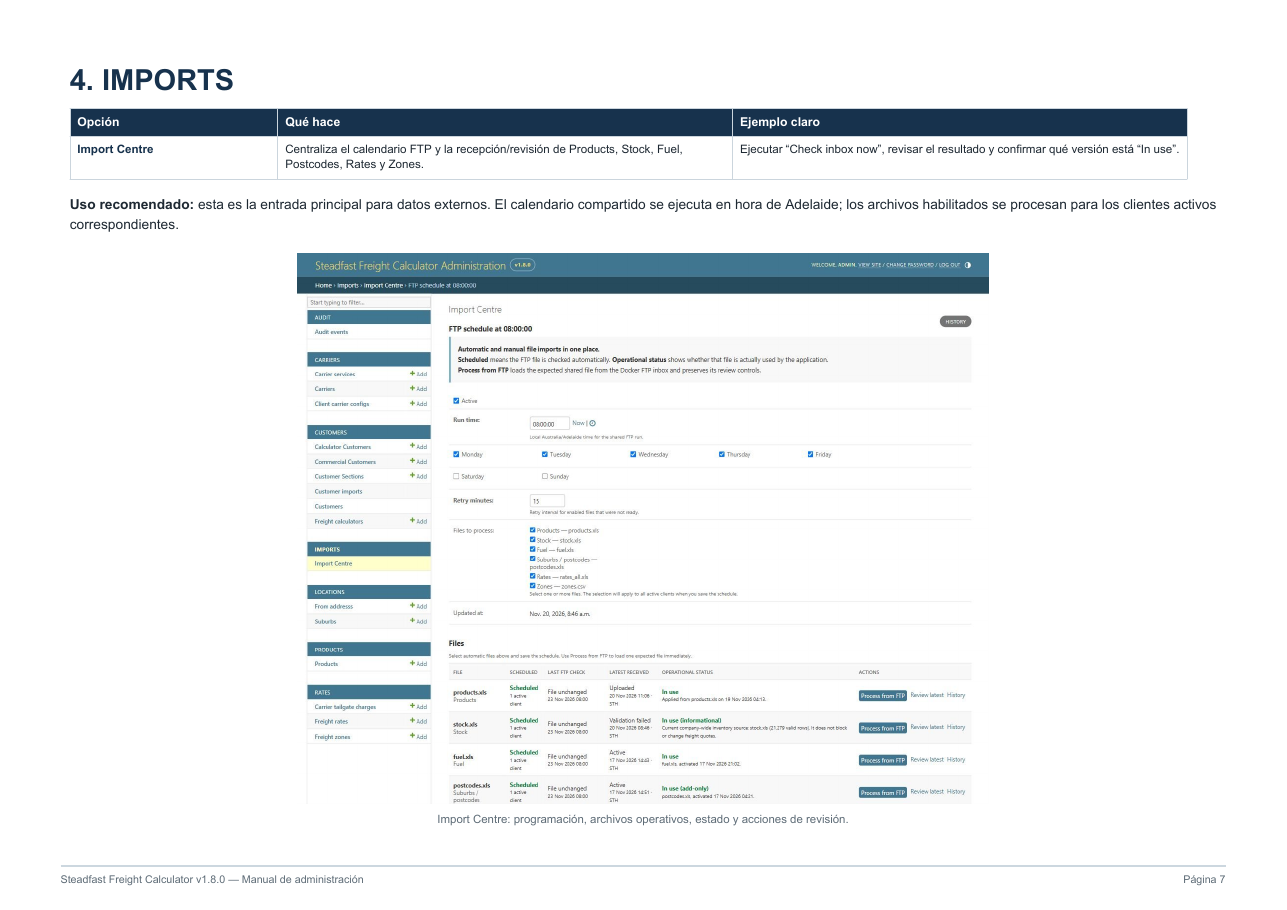 4. IMPORTS
Opción Qué hace Ejemplo claro
Import Centre Centraliza el calendario FTP y la recepción/revisión de Products, Stock, Fuel, Postcodes, Rates y Zones. Ejecutar “Check inbox now”, revisar el resultado y confirmar qué versión está “In use”.
Uso recomendado: esta es la entrada principal para datos externos. El calendario compartido se ejecuta en hora de Adelaide; los archivos habilitados se procesan para los clientes activos
correspondientes.
Steadfast Freight Calculator Administration v1.8.0
WELCOME, ADMIN. VIEW SITE / CHANGE PASSWORD / LOG OUT
Home › Imports › Import Centre › FTP schedule at 08:00:00
Start typing to filter...
AUDIT
Audit events
CARRIERS
Carrier services Add
Carriers Add
Client carrier configs Add
CUSTOMERS
Calculator Customers Add
Commercial Customers Add
Customer Sections Add
Customer imports
Customers
Freight calculators Add
IMPORTS
Import Centre
LOCATIONS
From addresss Add
Suburbs Add
PRODUCTS
Products Add
RATES
Carrier tailgate charges Add
Freight rates Add
Freight zones Add
Import Centre
HISTORY
FTP schedule at 08:00:00
Automatic and manual file imports in one place.
Scheduled means the FTP file is checked automatically. Operational status shows whether that file is actually used by the application.
Process from FTP loads the expected shared file from the Docker FTP inbox and preserves its review controls.
Active
Run time: 08:00:00 Now |
Local Australia/Adelaide time for the shared FTP run.
Monday Tuesday Wednesday Thursday Friday
Saturday Sunday
Retry minutes: 15
Retry interval for enabled files that were not ready.
Files to process: Products — products.xls
Stock — stock.xls
Fuel — fuel.xls
Suburbs / postcodes —
postcodes.xls
Rates — rates_all.xls
Zones — zones.csv
Select one or more files. The selection will apply to all active clients when you save the schedule.
Updated at: Nov. 20, 2026, 8:46 a.m.
Files
Select automatic files above and save the schedule. Use Process from FTP to load one expected file immediately.
FILE SCHEDULED LAST FTP CHECK LATEST RECEIVED OPERATIONAL STATUS ACTIONS
products.xls Products Scheduled 1 active client File unchanged 23 Nov 2026 08:00 Uploaded 20 Nov 2026 11:06 · STH In use Applied from products.xls on 19 Nov 2026 04:13. Process from FTP Review latest History
stock.xls Stock Scheduled 1 active client File unchanged 23 Nov 2026 08:00 Validation failed 20 Nov 2026 08:46 · STH In use (informational) Current company-wide inventory source: stock.xls (21,279 valid rows). It does not block or change freight quotes. Process from FTP Review latest History
fuel.xls Fuel Scheduled 1 active client File unchanged 23 Nov 2026 08:00 Active 17 Nov 2026 14:43 · STH In use fuel.xls, activated 17 Nov 2026 21:02. Process from FTP Review latest History
postcodes.xls Suburbs / postcodes Scheduled 1 active client File unchanged 23 Nov 2026 08:00 Active 17 Nov 2026 14:51 · STH In use (add-only) postcodes.xls, activated 17 Nov 2026 04:21. Process from FTP Review latest History
Import Centre: programación, archivos operativos, estado y acciones de revisión.
Steadfast Freight Calculator v1.8.0 — Manual de administración Página 7